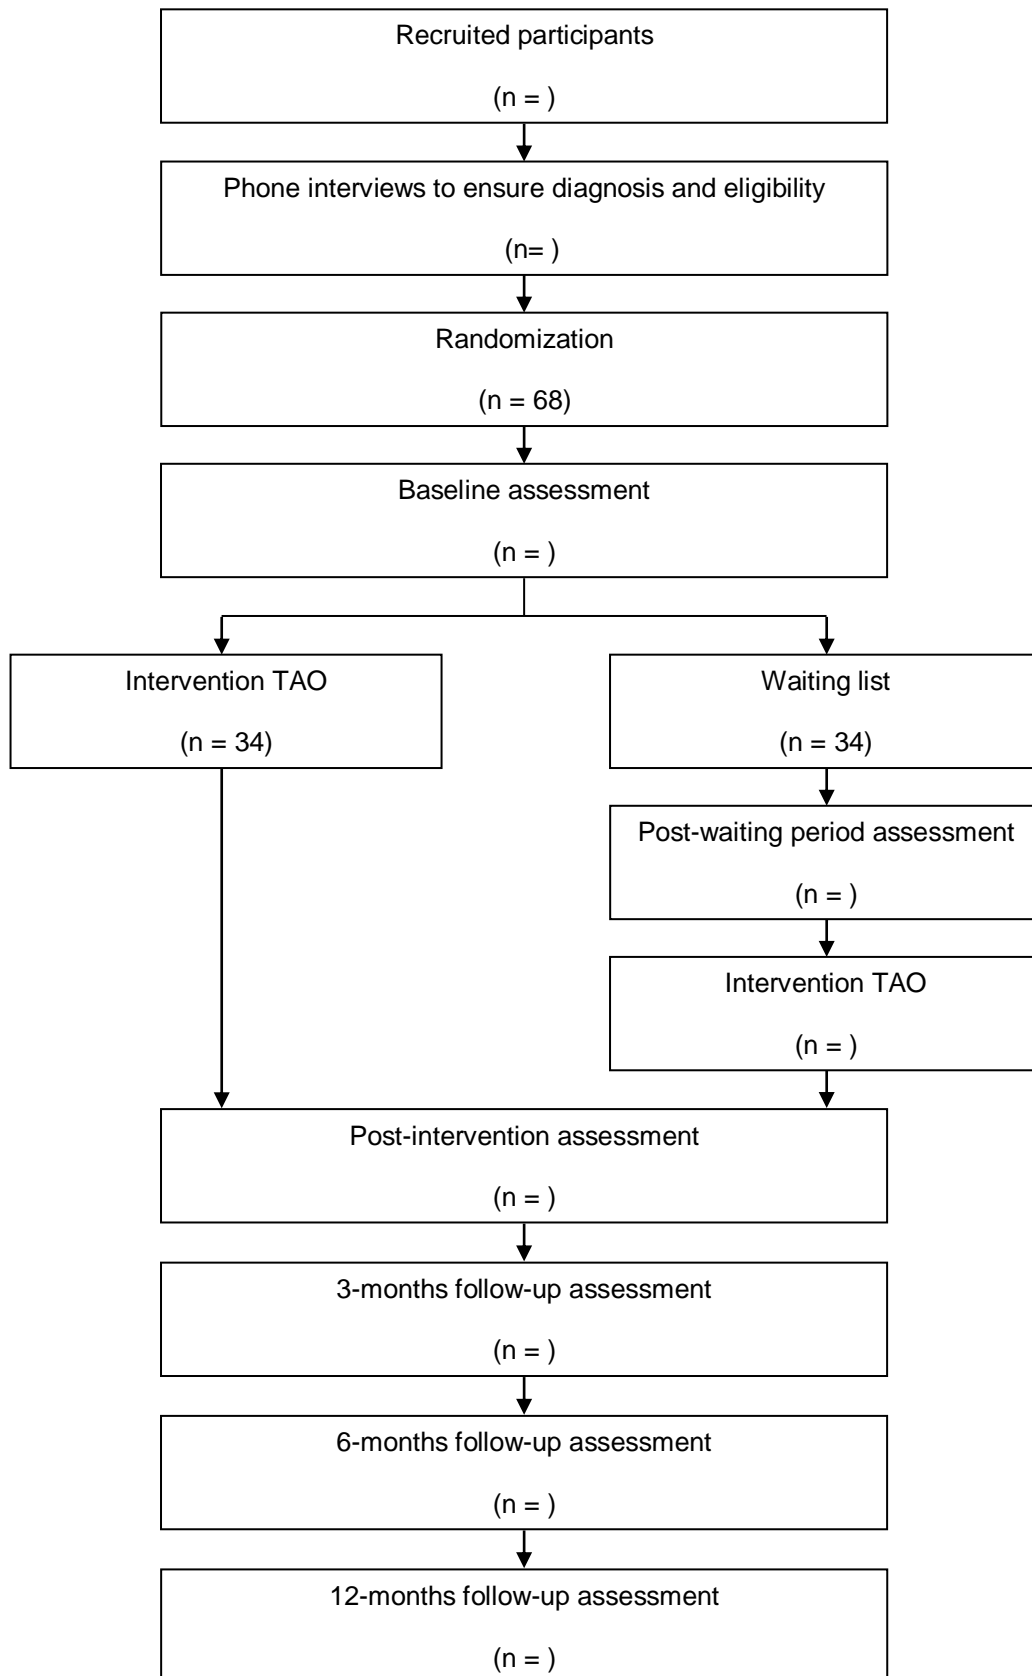 Recruited participants
(n = )
Phone interviews to ensure diagnosis and eligibility
(n= )
Randomization
(n = 68)
Baseline assessment
(n = )
Intervention TAO
(n = 34)
Waiting list
(n = 34)
Post-waiting period assessment
(n = )
Intervention TAO
(n = )
Post-intervention assessment
(n = )
3-months follow-up assessment
(n = )
6-months follow-up assessment
(n = )
12-months follow-up assessment
(n = )